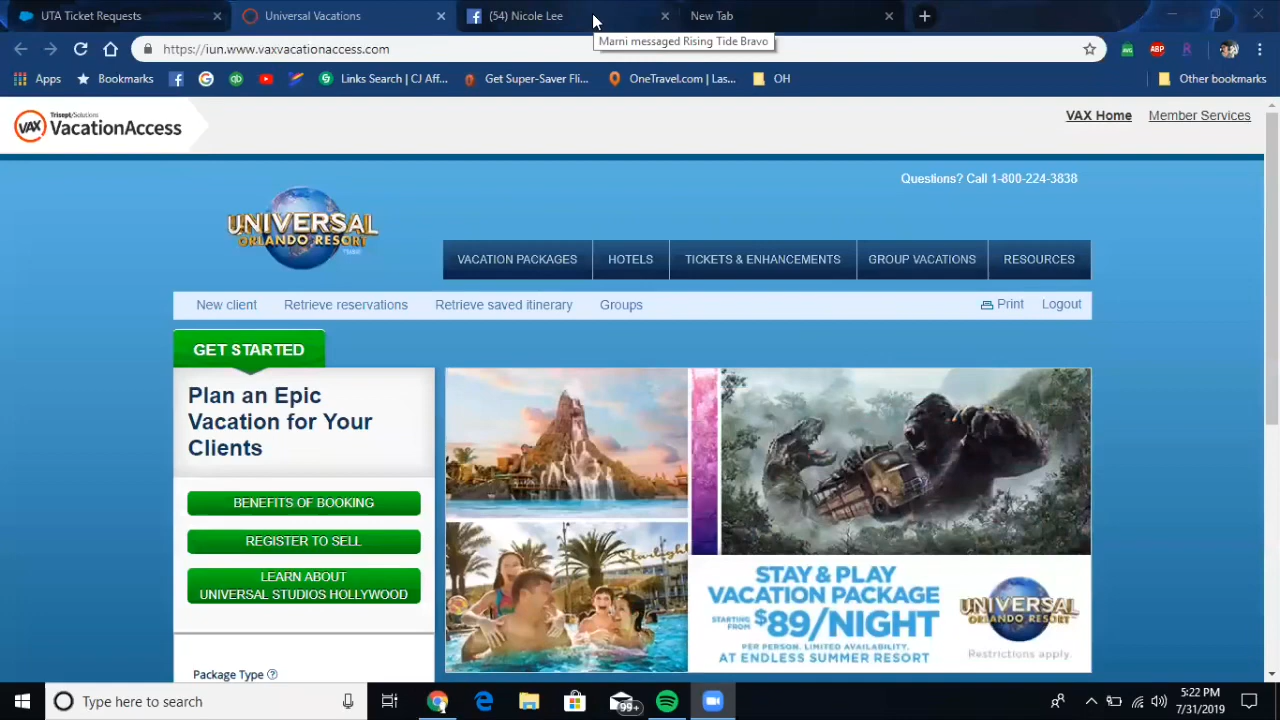 UTA Ticket Requests
Universal Vacations
(54) Nicole Lee
New Tab
Marni messaged Rising Tide Bravo
https://iun.www.vaxvacationaccess.com
AVG
ABP
R
Apps
Bookmarks
Links Search | CJ Aff...
Get Super-Saver Fli...
OneTravel.com | Las...
OH
Other bookmarks
VAX
Trisept Solutions
VacationAccess
VAX Home
Member Services
Questions? Call 1-800-224-3838
UNIVERSAL
ORLANDO RESORT
VACATION PACKAGES
HOTELS
TICKETS & ENHANCEMENTS
GROUP VACATIONS
RESOURCES
New client
Retrieve reservations
Retrieve saved itinerary
Groups
Print
Logout
GET STARTED
Plan an Epic
Vacation for Your
Clients
BENEFITS OF BOOKING
REGISTER TO SELL
LEARN ABOUT
UNIVERSAL STUDIOS HOLLYWOOD
Package Type ?
STAY & PLAY
VACATION PACKAGE
STARTING FROM $89/NIGHT
PER PERSON. LIMITED AVAILABILITY.
AT ENDLESS SUMMER RESORT
UNIVERSAL
ORLANDO RESORT
Restrictions apply.
Type here to search
99+
5:22 PM
7/31/2019